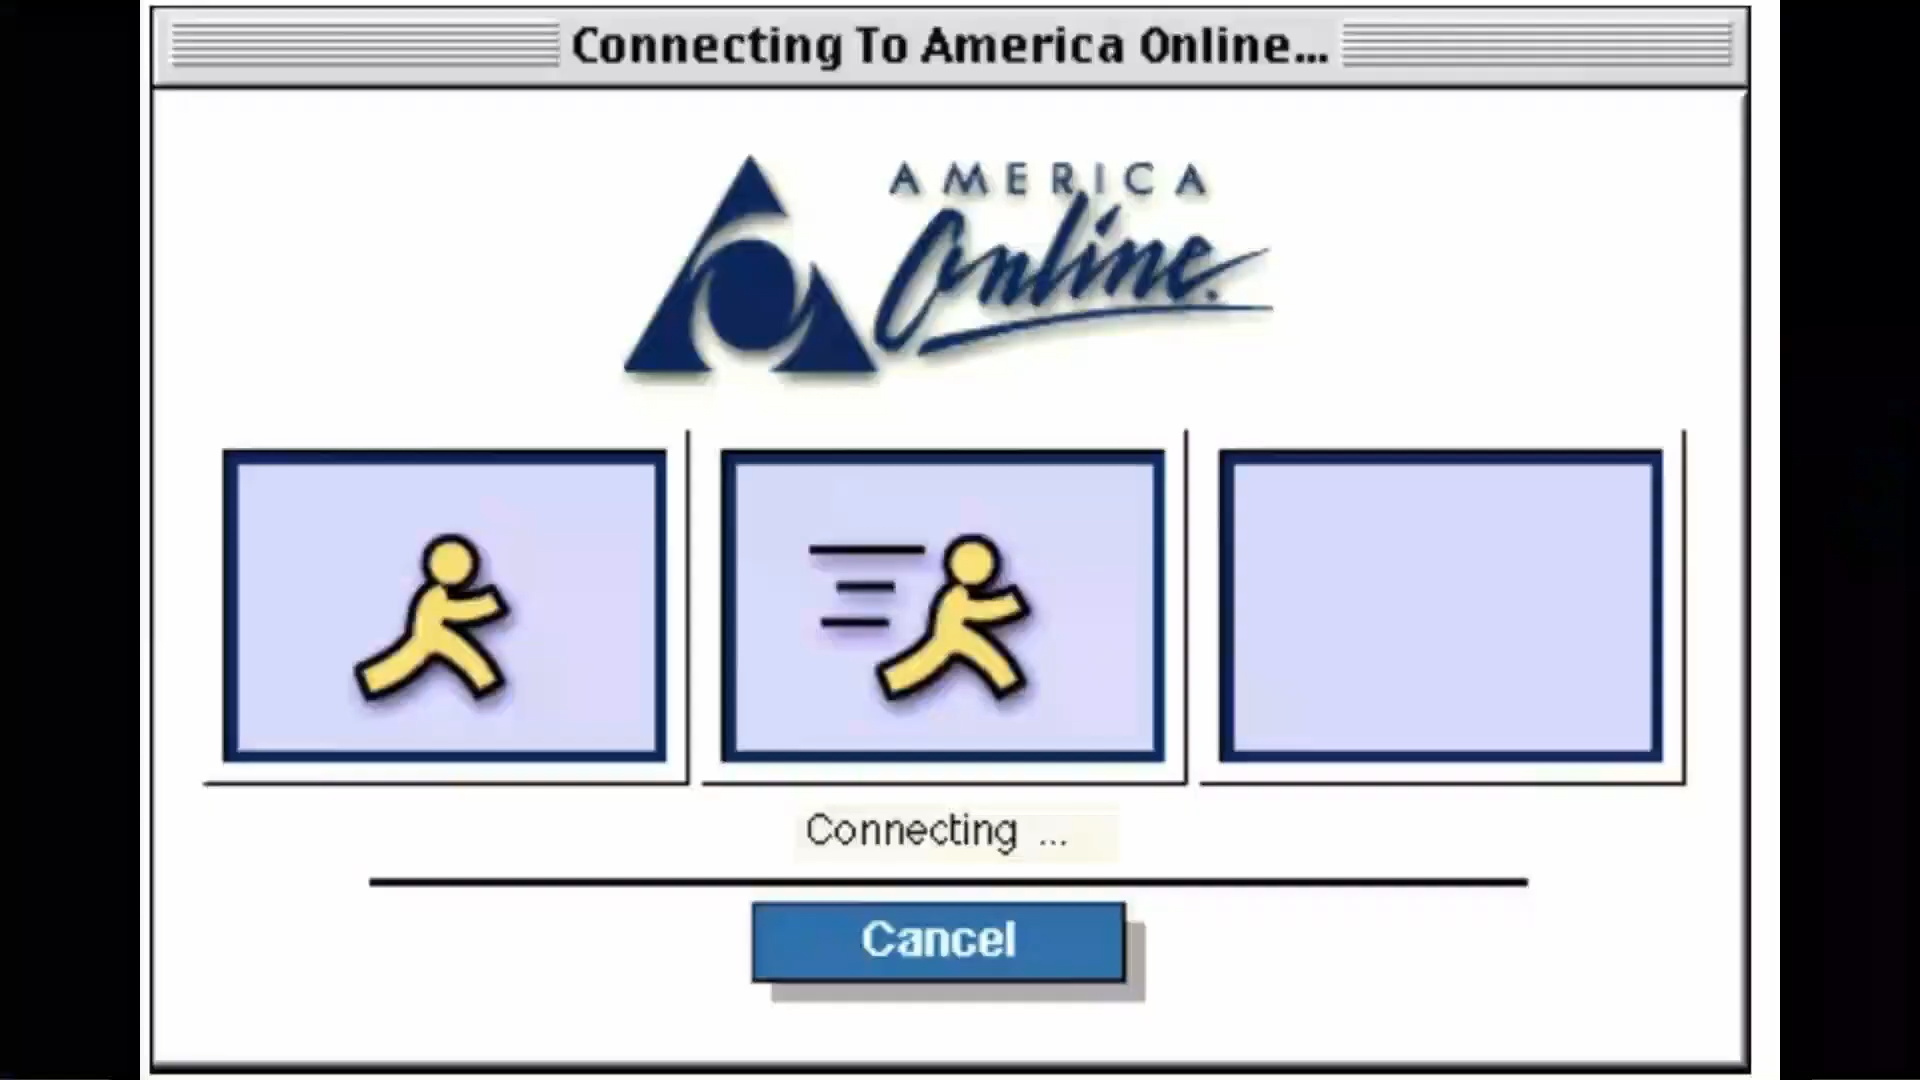 Connecting To America Online...
AMERICA
Online.
Connecting ...
Cancel